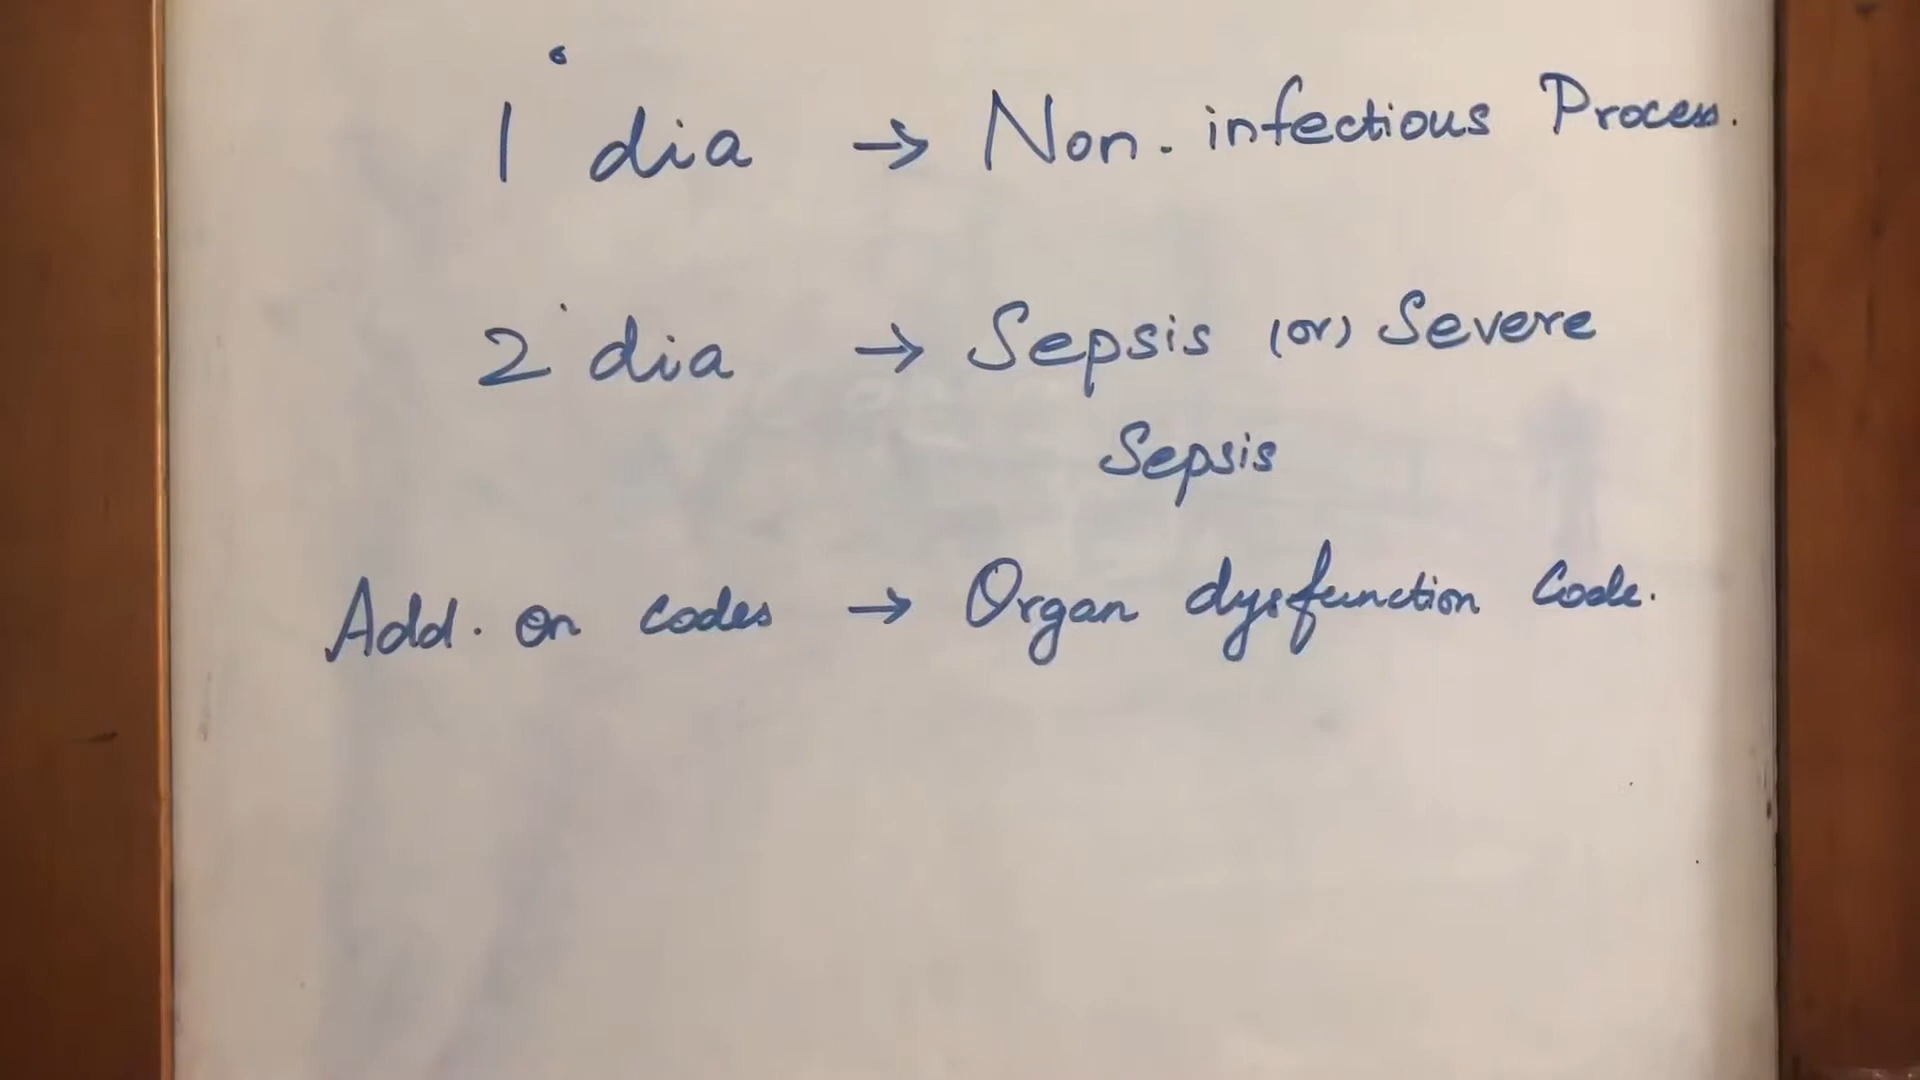 1° dia → Non-infectious Process.
2° dia → Sepsis (or) Severe
Sepsis
Add-on codes → Organ dysfunction Code.